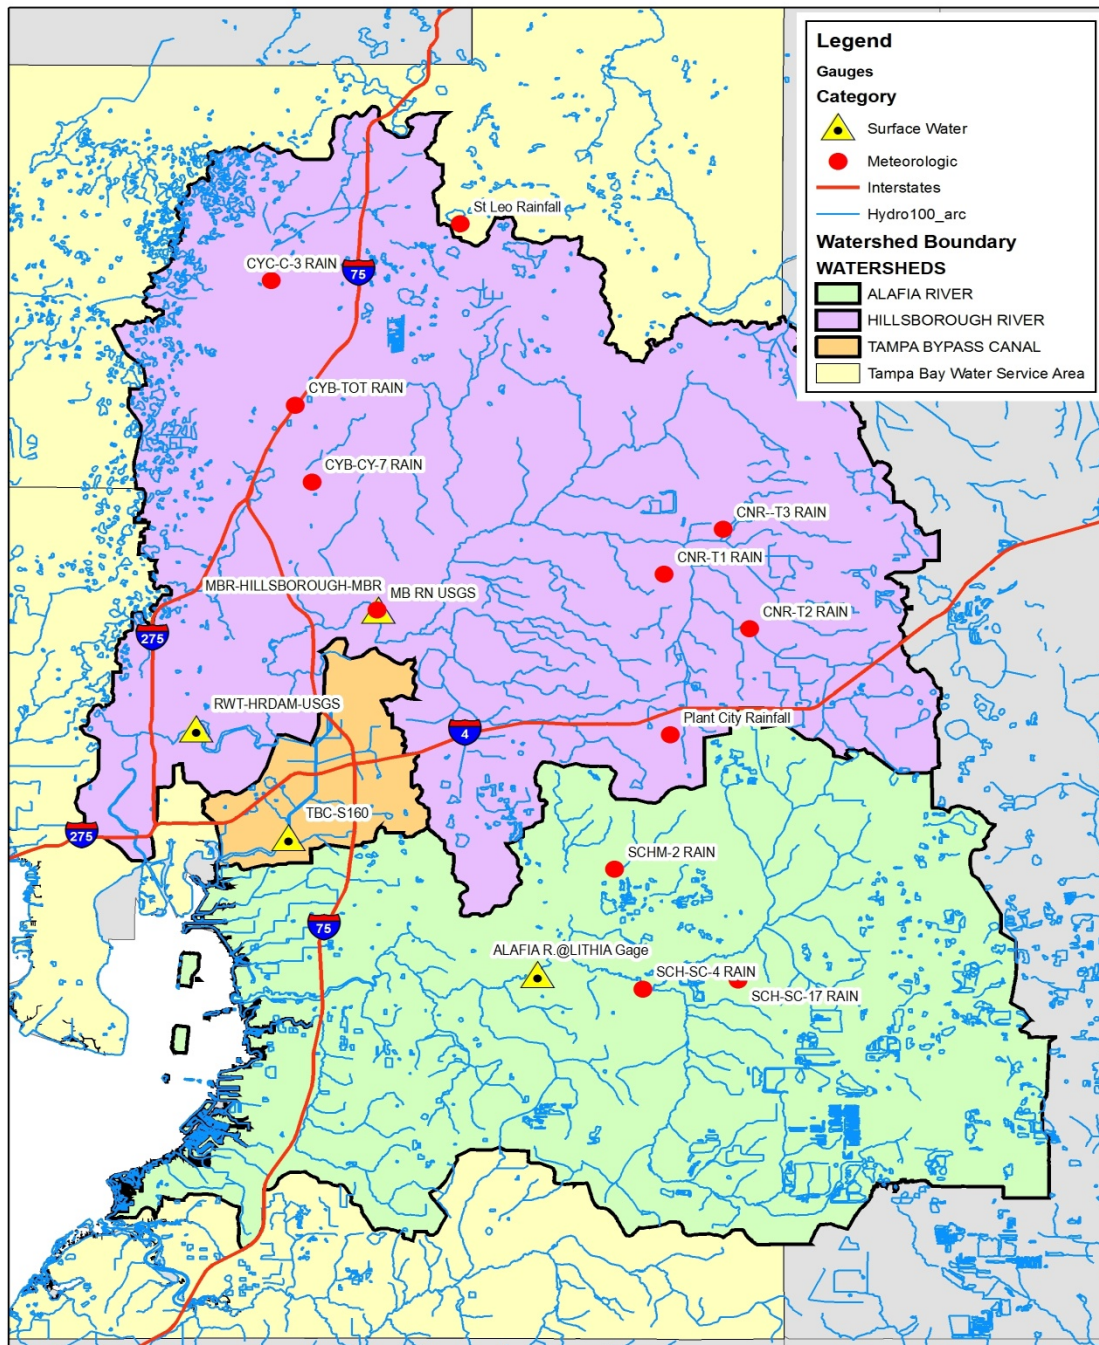 Legend
Gauges
Category
Surface Water
Meteorologic
Interstates
Hydro100_arc
Watershed Boundary
WATERSHEDS
ALAFIA RIVER
HILLSBOROUGH RIVER
TAMPA BYPASS CANAL
Tampa Bay Water Service Area
St Leo Rainfall
CYC-C-3 RAIN
75
CYB-TOT RAIN
CYB-CY-7 RAIN
CNR--T3 RAIN
CNR-T1 RAIN
MBR-HILLSBOROUGH-MBR
MB RN USGS
CNR-T2 RAIN
275
RWT-HRDAM-USGS
4
Plant City Rainfall
TBC-S160
275
SCHM-2 RAIN
75
ALAFIA R.@LITHIA Gage
SCH-SC-4 RAIN
SCH-SC-17 RAIN